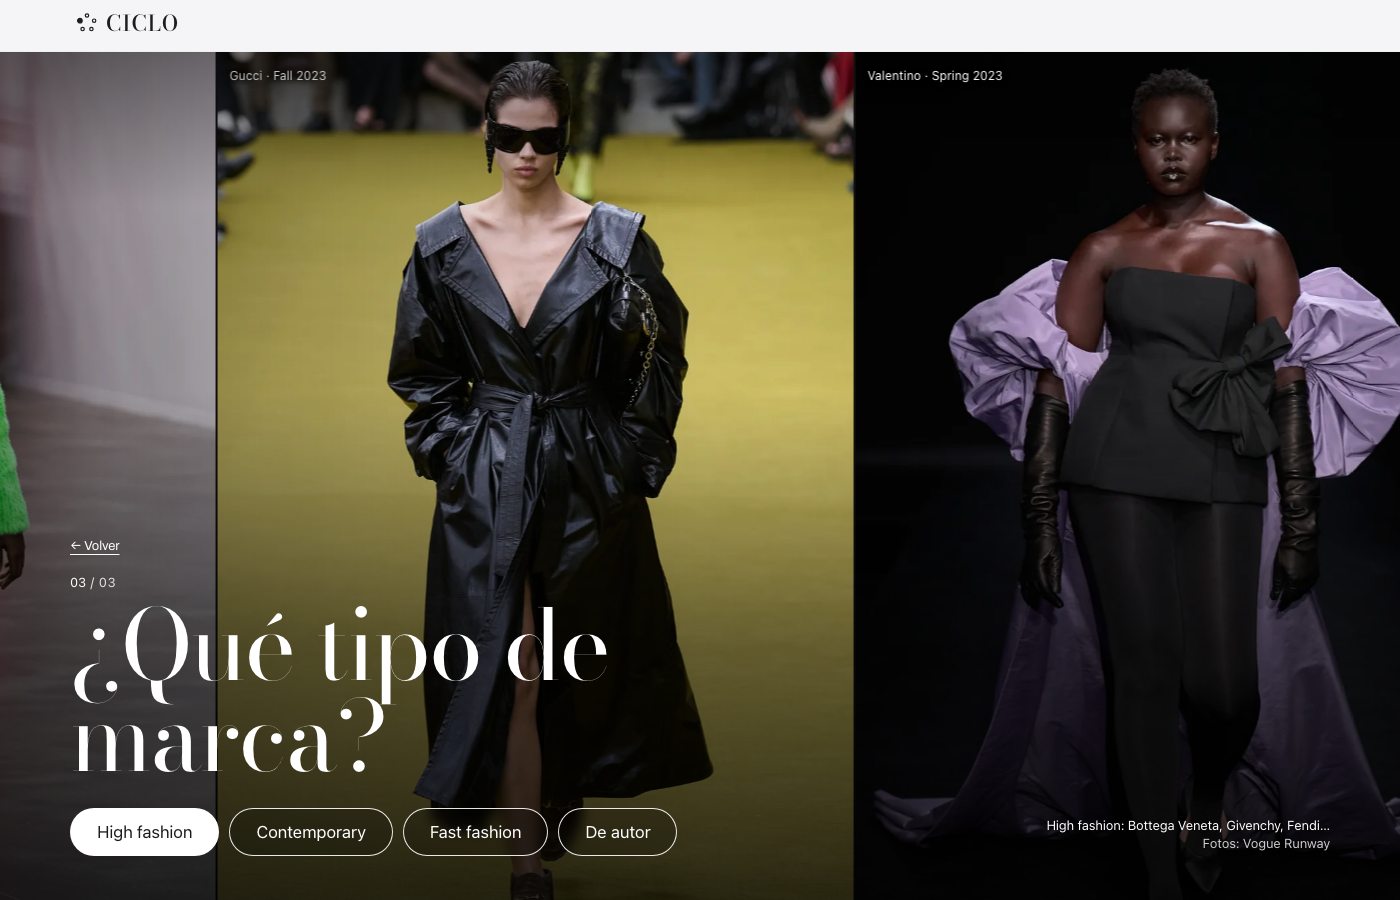 CICLO
Gucci · Fall 2023
Valentino · Spring 2023
← Volver
03 / 03
¿Qué tipo de
marca?
High fashion
Contemporary
Fast fashion
De autor
High fashion: Bottega Veneta, Givenchy, Fendi...
Fotos: Vogue Runway